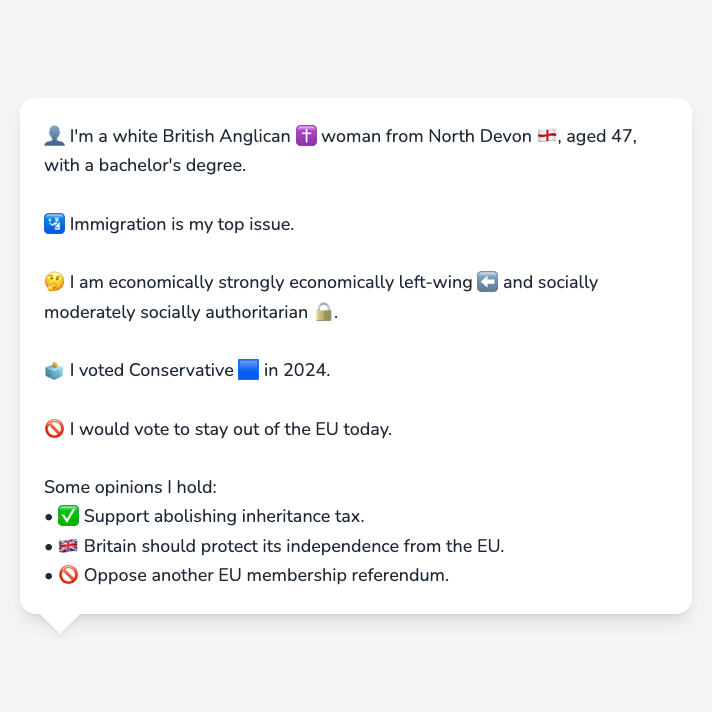 👤 I'm a white British Anglican ✝️ woman from North Devon 🏴󠁧󠁢󠁥󠁮󠁧󠁿, aged 47,
with a bachelor's degree.
🛂 Immigration is my top issue.
🤔 I am economically strongly economically left-wing ⬅️ and socially
moderately socially authoritarian 🔒.
🗳️ I voted Conservative 🟦 in 2024.
🚫 I would vote to stay out of the EU today.
Some opinions I hold:
• ✅ Support abolishing inheritance tax.
• 🇬🇧 Britain should protect its independence from the EU.
• 🚫 Oppose another EU membership referendum.